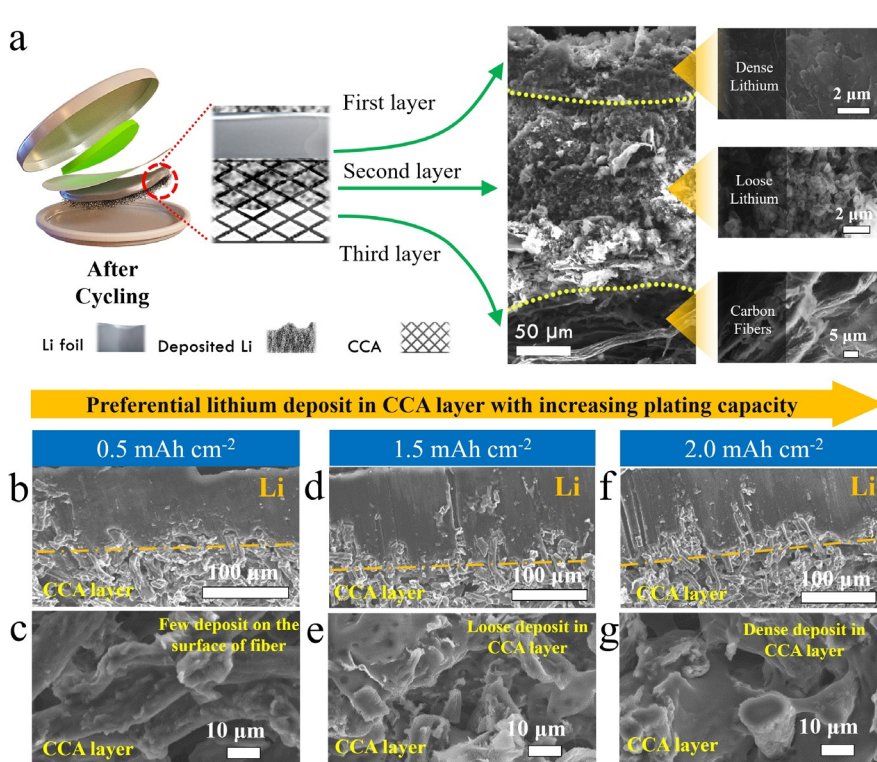 a
First layer
Second layer
Third layer
After
Cycling
Li foil
Deposited Li
CCA
50 µm
Dense
Lithium
2 µm
Loose
Lithium
2 µm
Carbon
Fibers
5 µm
Preferential lithium deposit in CCA layer with increasing plating capacity
0.5 mAh cm-2
1.5 mAh cm-2
2.0 mAh cm-2
b
Li
100 µm
CCA layer
d
Li
100 µm
CCA layer
f
Li
100 µm
CCA layer
c
Few deposit on the
surface of fiber
10 µm
CCA layer
e
Loose deposit in
CCA layer
10 µm
CCA layer
g
Dense deposit in
CCA layer
10 µm
CCA layer